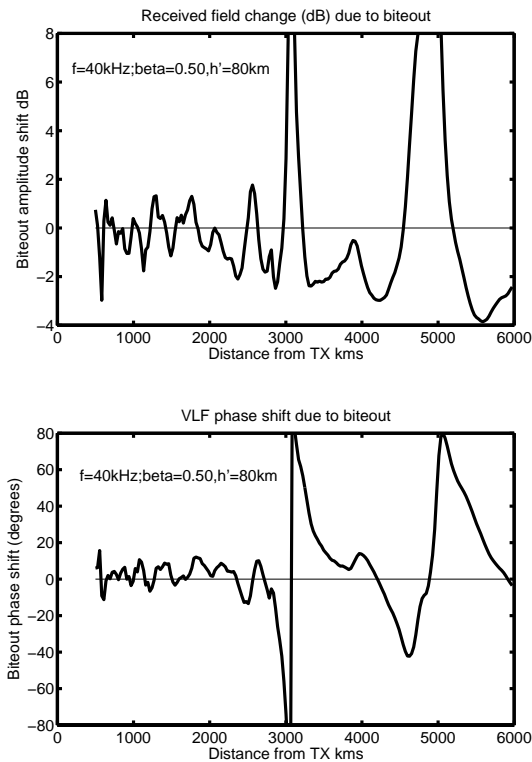 Received field change (dB) due to biteout
8
6
4
2
0
−2
−4
Biteout amplitude shift dB
f=40kHz;beta=0.50,h'=80km
0 1000 2000 3000 4000 5000 6000
Distance from TX kms
VLF phase shift due to biteout
80
60
40
20
0
−20
−40
−60
−80
Biteout phase shift (degrees)
f=40kHz;beta=0.50,h'=80km
0 1000 2000 3000 4000 5000 6000
Distance from TX kms